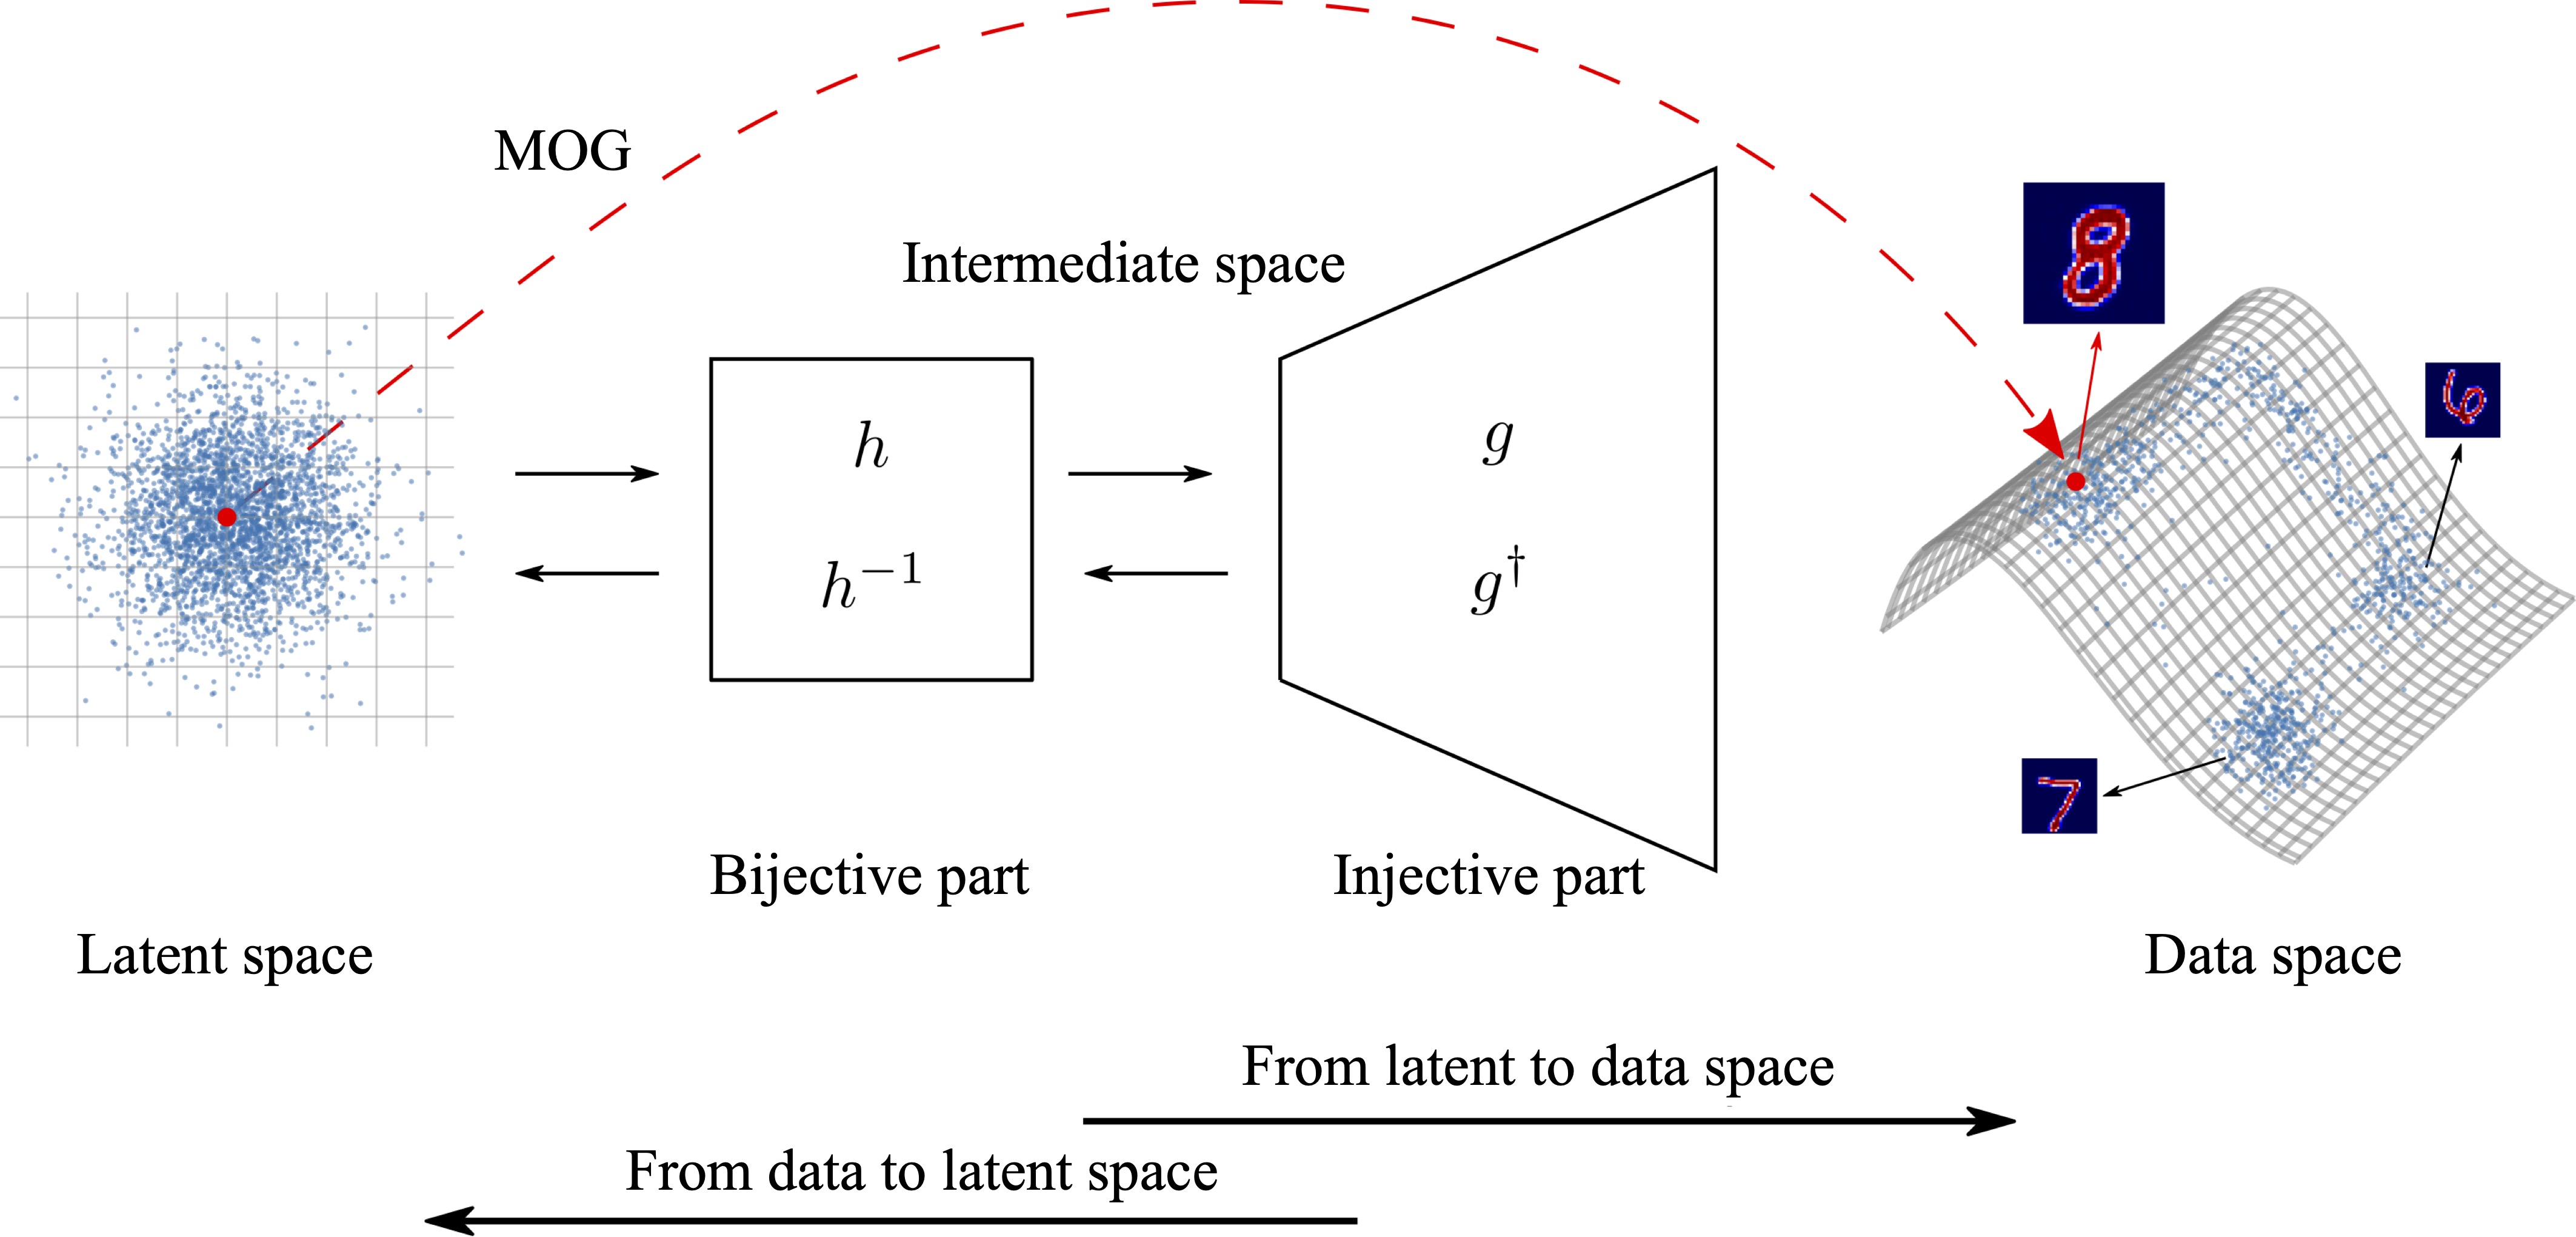 MOG
Intermediate space
8
6
h
g
h⁻¹
g†
7
Bijective part
Injective part
Latent space
Data space
From latent to data space
From data to latent space